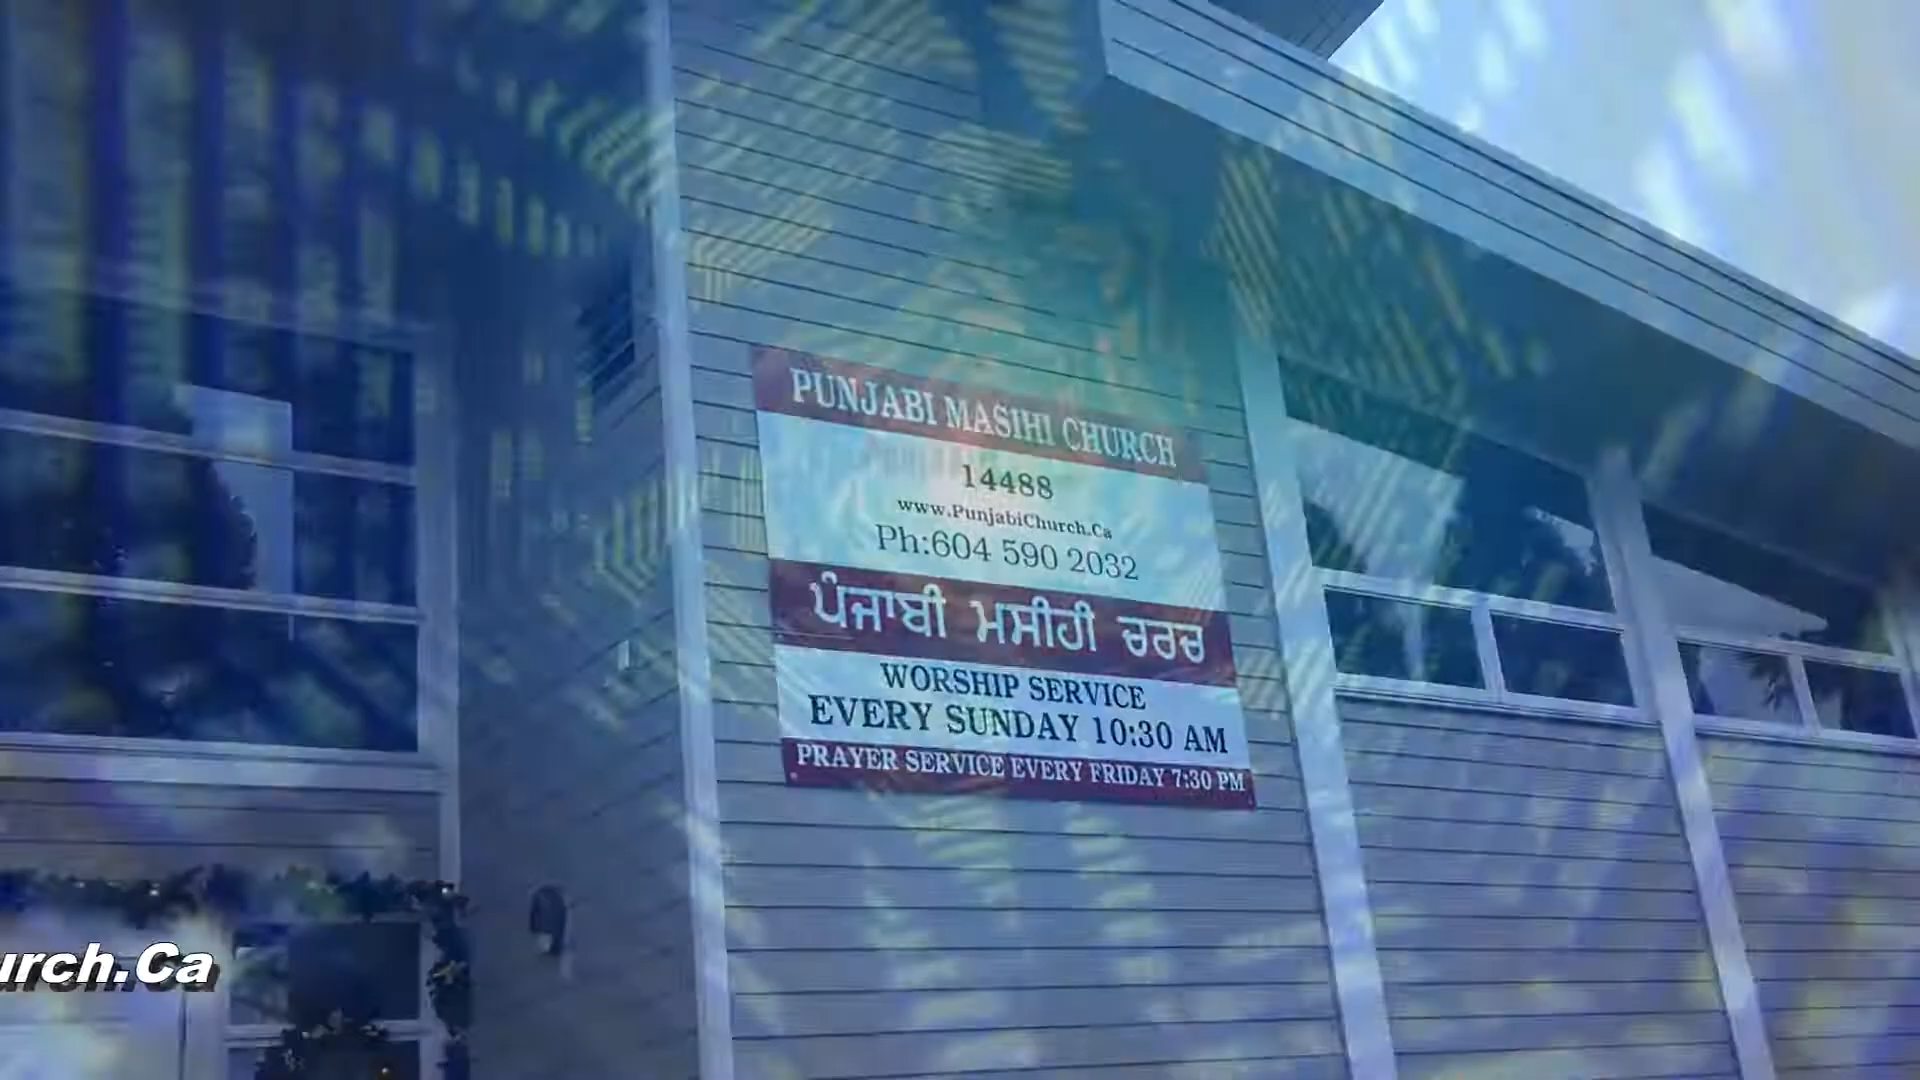 PUNJABI MASIHI CHURCH
14488
www.PunjabiChurch.Ca
Ph:604 590 2032
ਪੰਜਾਬੀ ਮਸੀਹੀ ਚਰਚ
WORSHIP SERVICE
EVERY SUNDAY 10:30 AM
PRAYER SERVICE EVERY FRIDAY 7:30 PM
urch.Ca